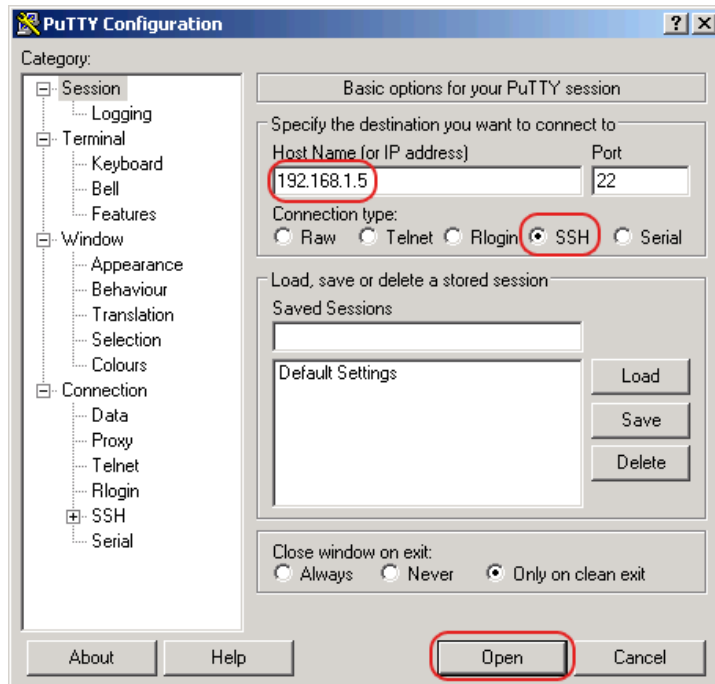 PuTTY Configuration
Category:
Session
Logging
Terminal
Keyboard
Bell
Features
Window
Appearance
Behaviour
Translation
Selection
Colours
Connection
Data
Proxy
Telnet
Rlogin
SSH
Serial
Basic options for your PuTTY session
Specify the destination you want to connect to
Host Name (or IP address) Port
192.168.1.5 22
Connection type:
Raw Telnet Rlogin SSH Serial
Load, save or delete a stored session
Saved Sessions
Default Settings
Load
Save
Delete
Close window on exit:
Always Never Only on clean exit
About Help Open Cancel